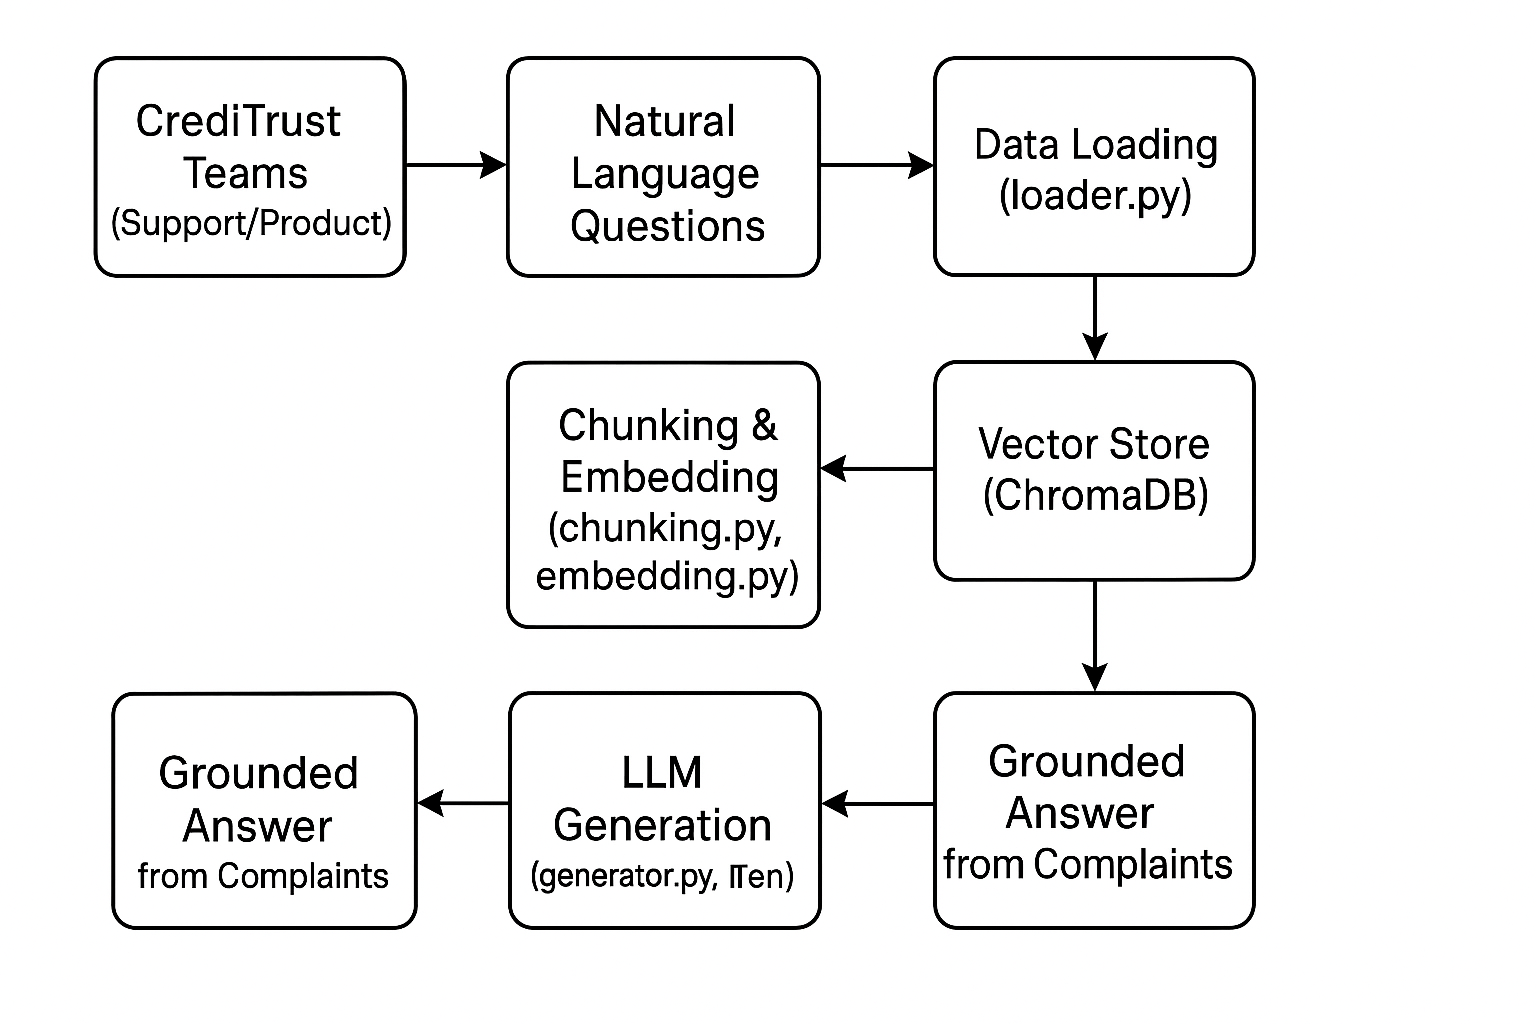 CrediTrust
Teams
(Support/Product)
Natural
Language
Questions
Data Loading
(loader.py)
Chunking &
Embedding
(chunking.py,
embedding.py)
Vector Store
(ChromaDB)
Grounded
Answer
from Complaints
LLM
Generation
(generator.py,
Grounded
Answer
from Complaints